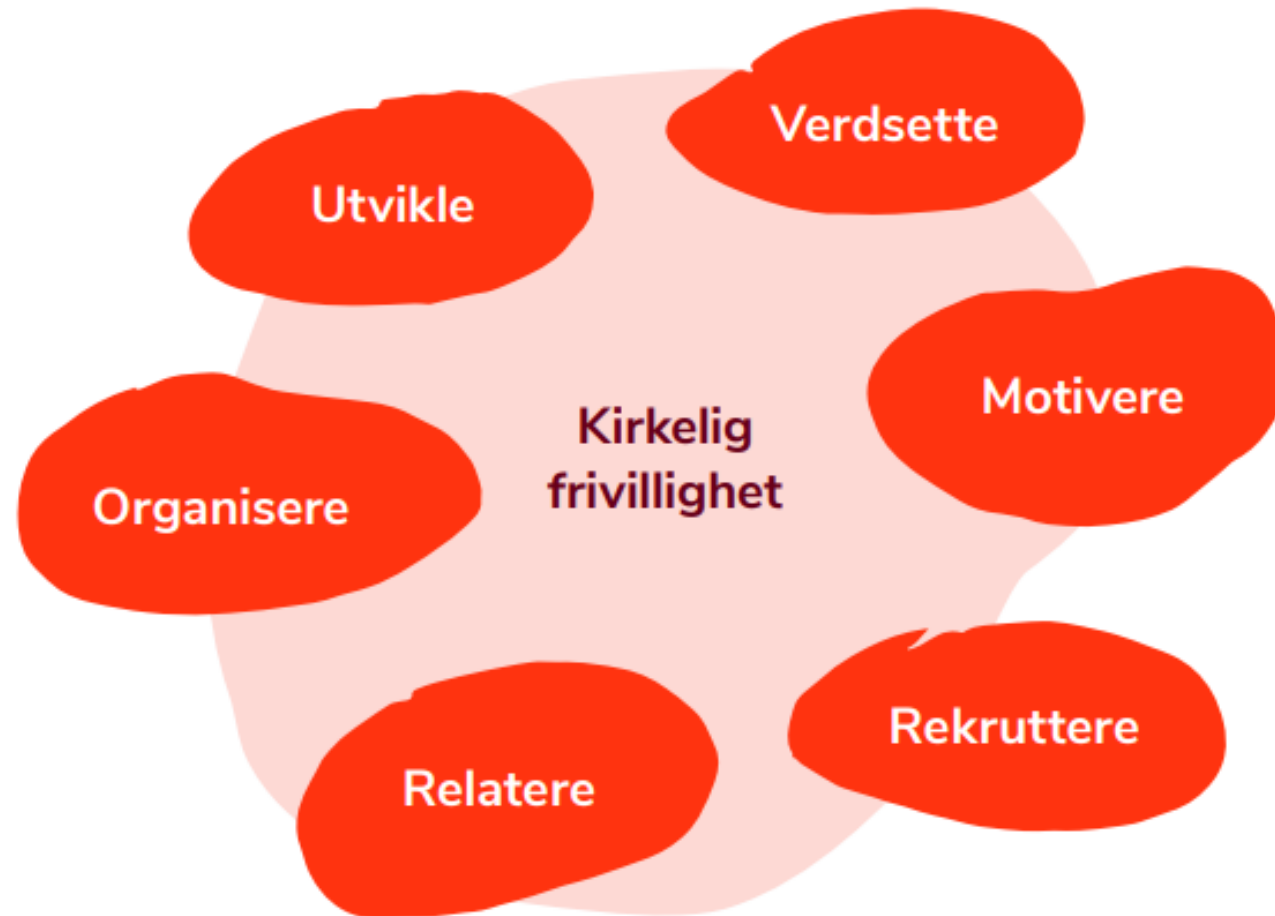 Verdsette
Utvikle
Motivere
Kirkelig
frivillighet
Organisere
Rekruttere
Relatere